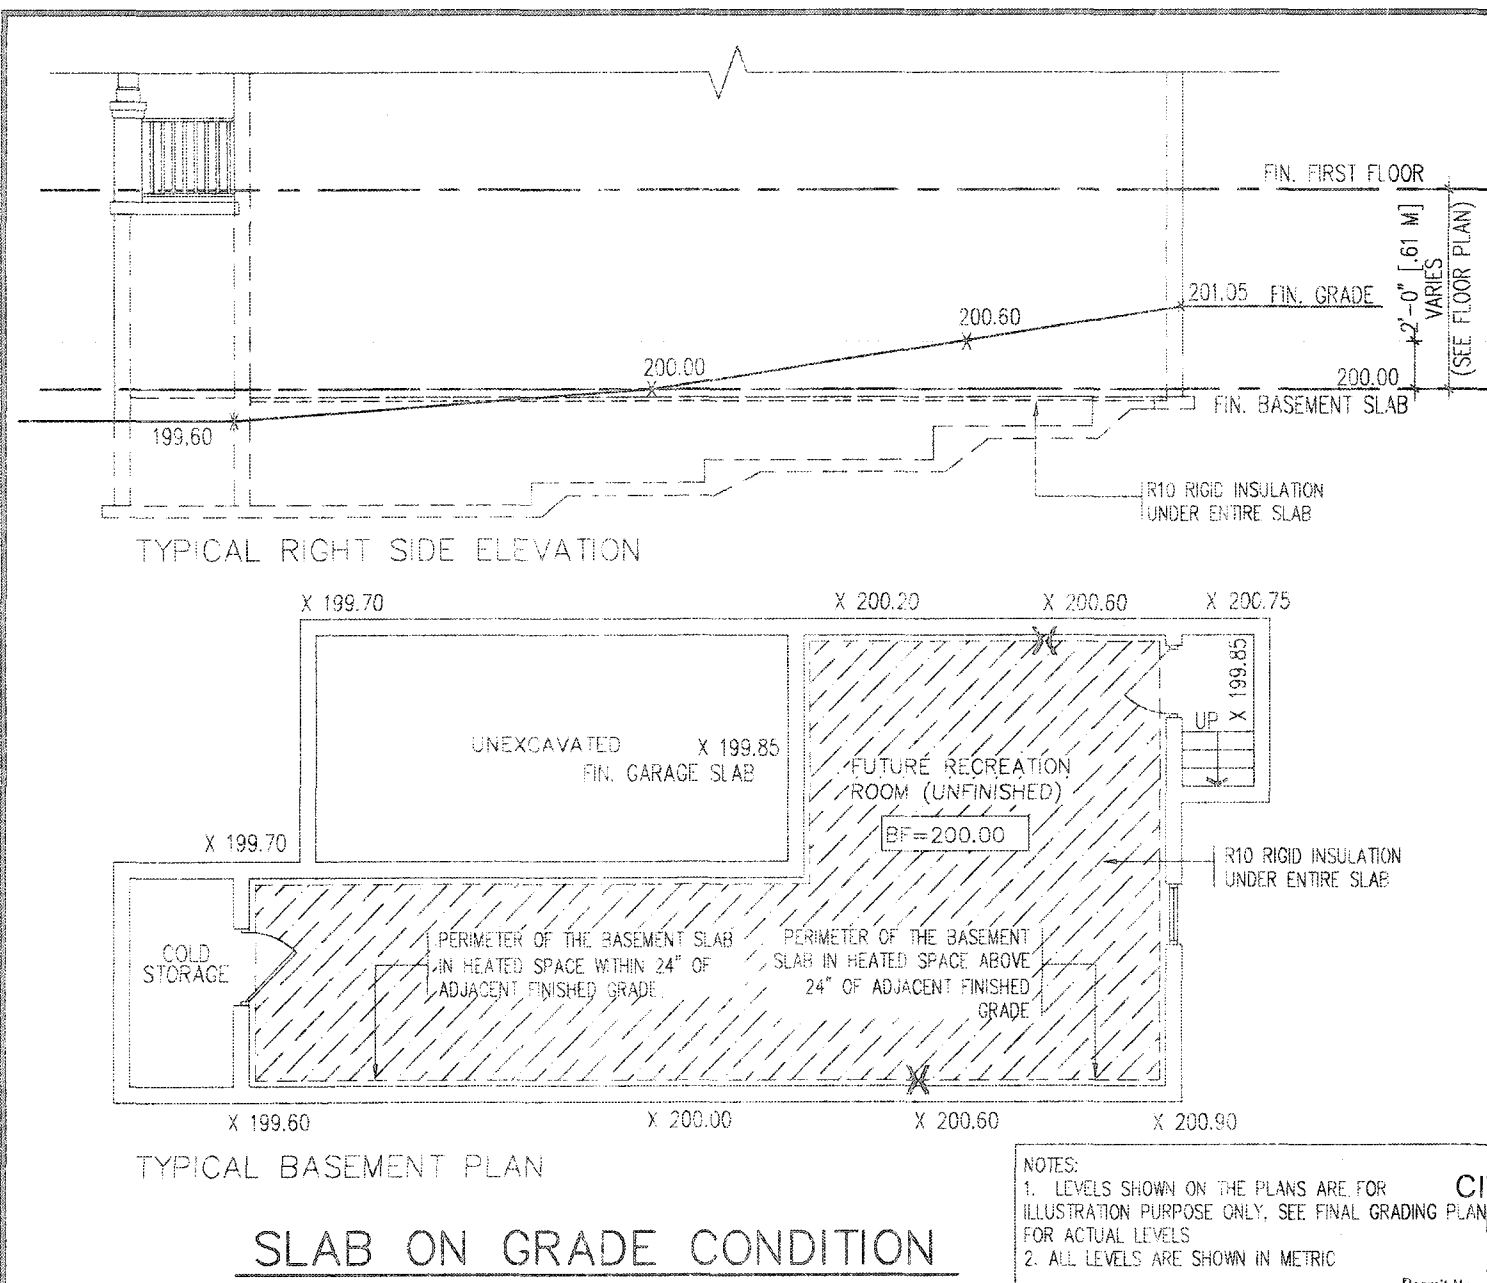 FIN. FIRST FLOOR
2'-0" [.61 M]
VARIES
(SEE FLOOR PLAN)
201.05 FIN. GRADE
200.60
200.00
200.00
FIN. BASEMENT SLAB
199.60
R10 RIGID INSULATION
UNDER ENTIRE SLAB
TYPICAL RIGHT SIDE ELEVATION
X 199.70
X 200.20
X 200.60
X 200.75
X 199.85
UP
UNEXCAVATED
X 199.85
FIN. GARAGE SLAB
FUTURE RECREATION
ROOM (UNFINISHED)
BF=200.00
X 199.70
R10 RIGID INSULATION
UNDER ENTIRE SLAB
COLD
STORAGE
PERIMETER OF THE BASEMENT SLAB
IN HEATED SPACE WITHIN 24" OF
ADJACENT FINISHED GRADE
PERIMETER OF THE BASEMENT
SLAB IN HEATED SPACE ABOVE
24" OF ADJACENT FINISHED
GRADE
X 199.60
X 200.00
X 200.60
X 200.90
TYPICAL BASEMENT PLAN
SLAB ON GRADE CONDITION
NOTES:
1. LEVELS SHOWN ON THE PLANS ARE FOR
ILLUSTRATION PURPOSE ONLY, SEE FINAL GRADING PLAN
FOR ACTUAL LEVELS
2. ALL LEVELS ARE SHOWN IN METRIC
CI